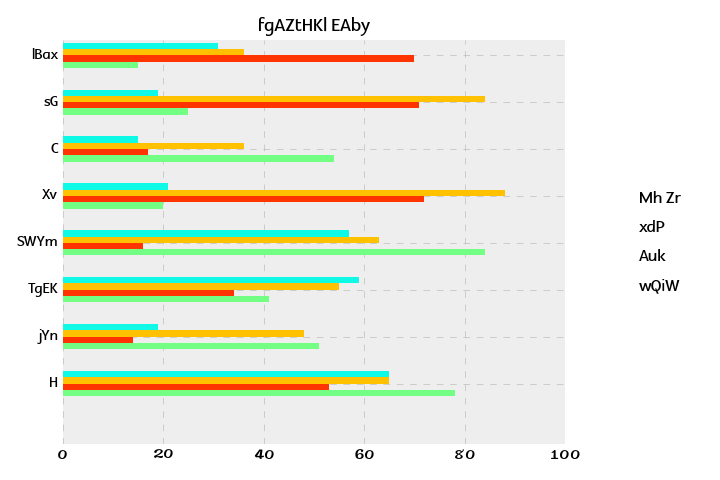 fgAZtHKl EAby
lBax
sG
C
Xv
SWYm
TgEK
jYn
H
0 20 40 60 80 100
Mh Zr
xdP
Auk
wQiW